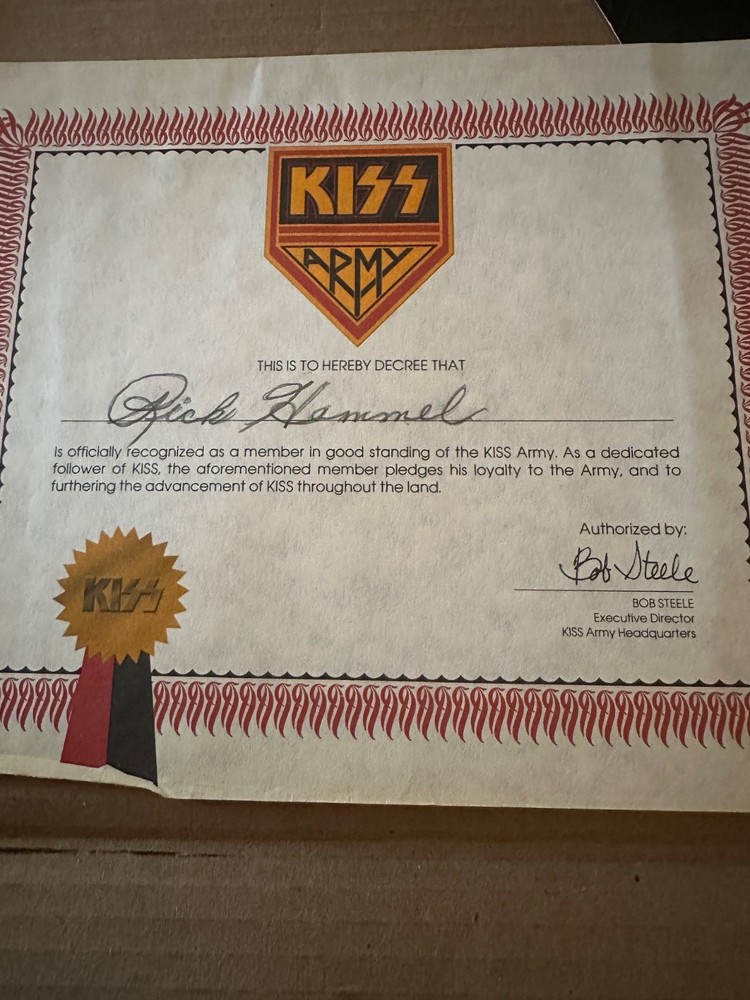 KISS
ARMY
THIS IS TO HEREBY DECREE THAT
Rick Hammel
Is officially recognized as a member in good standing of the KISS Army. As a dedicated
follower of KISS, the aforementioned member pledges his loyalty to the Army, and to
furthering the advancement of KISS throughout the land.
Authorized by:
Bob Steele
BOB STEELE
Executive Director
KISS Army Headquarters
KISS